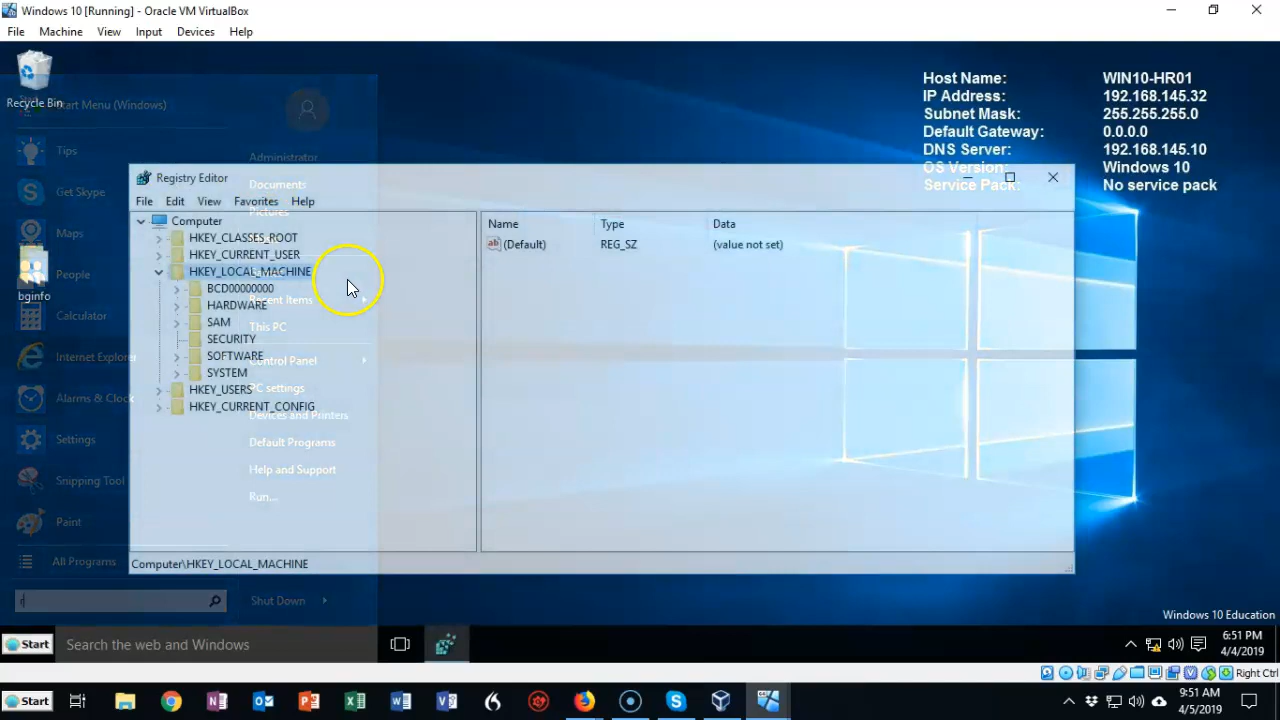 Windows 10 [Running] - Oracle VM VirtualBox
File Machine View Input Devices Help
Recycle Bin
Start Menu (Windows)
Tips
Get Skype
Maps
People
bginfo
Calculator
Internet Explorer
Alarms & Clock
Settings
Snipping Tool
Paint
All Programs
Administrator
Documents
Pictures
Recent Items
This PC
Control Panel
PC settings
Devices and Printers
Default Programs
Help and Support
Run...
Shut Down
Host Name: WIN10-HR01
IP Address: 192.168.145.32
Subnet Mask: 255.255.255.0
Default Gateway: 0.0.0.0
DNS Server: 192.168.145.10
OS Version: Windows 10
Service Pack: No service pack
Registry Editor
File Edit View Favorites Help
Computer
HKEY_CLASSES_ROOT
HKEY_CURRENT_USER
HKEY_LOCAL_MACHINE
BCD00000000
HARDWARE
SAM
SECURITY
SOFTWARE
SYSTEM
HKEY_USERS
HKEY_CURRENT_CONFIG
Name Type Data
(Default) REG_SZ (value not set)
Computer\HKEY_LOCAL_MACHINE
Windows 10 Education
Start Search the web and Windows
6:51 PM
4/4/2019
Right Ctrl
Start
9:51 AM
4/5/2019